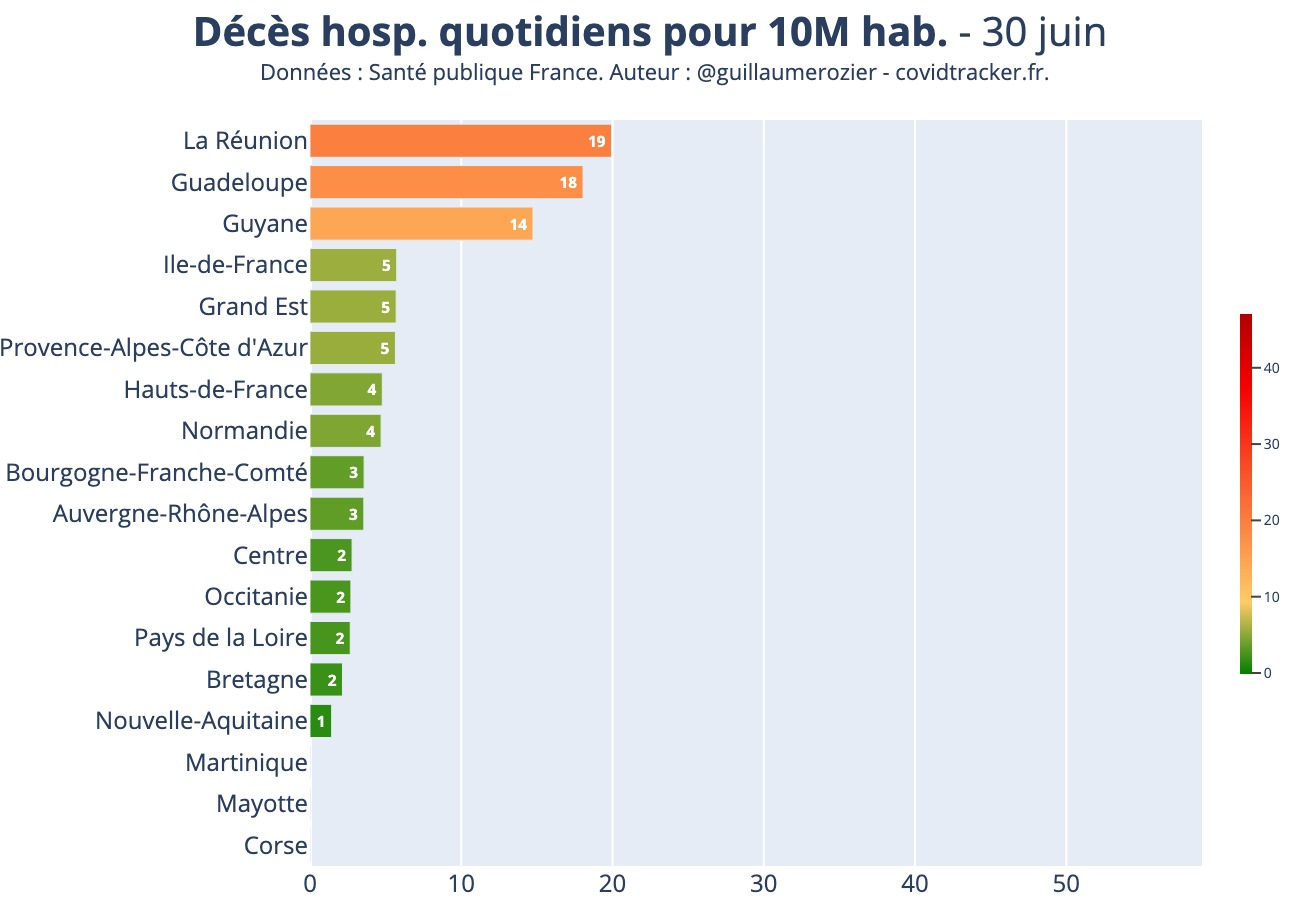 Décès hosp. quotidiens pour 10M hab. - 30 juin
Données : Santé publique France. Auteur : @guillaumerozier - covidtracker.fr.
La Réunion 19
Guadeloupe 18
Guyane 14
Ile-de-France 5
Grand Est 5
Provence-Alpes-Côte d'Azur 5
Hauts-de-France 4
Normandie 4
Bourgogne-Franche-Comté 3
Auvergne-Rhône-Alpes 3
Centre 2
Occitanie 2
Pays de la Loire 2
Bretagne 2
Nouvelle-Aquitaine 1
Martinique
Mayotte
Corse
0 10 20 30 40 50
40
30
20
10
0